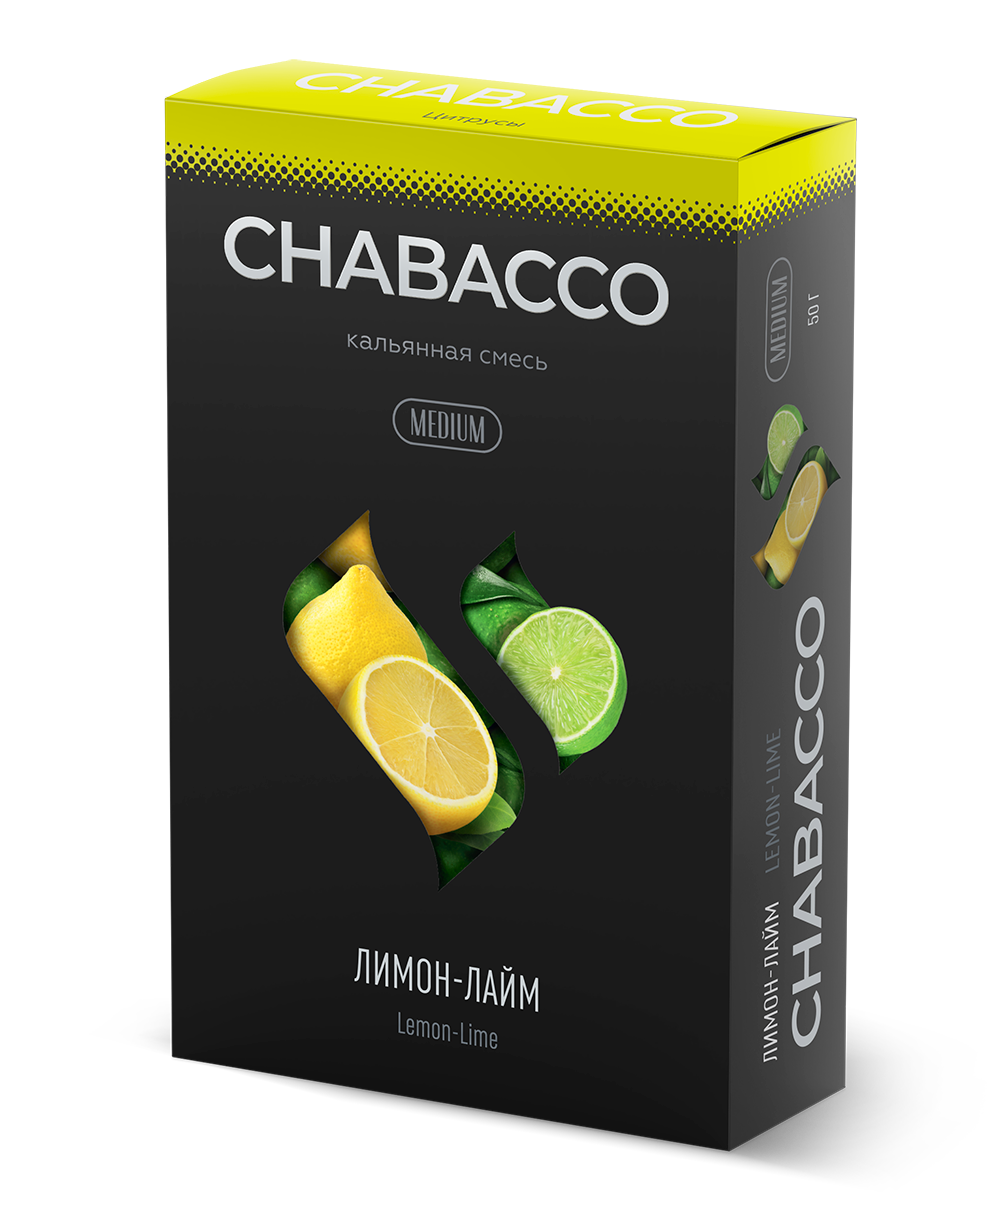 CHABACCO
Цитрусы
CHABACCO
кальянная смесь
MEDIUM
ЛИМОН-ЛАЙМ
Lemon-Lime
MEDIUM
50 Г
ЛИМОН-ЛАЙМ LEMON-LIME
CHABACCO